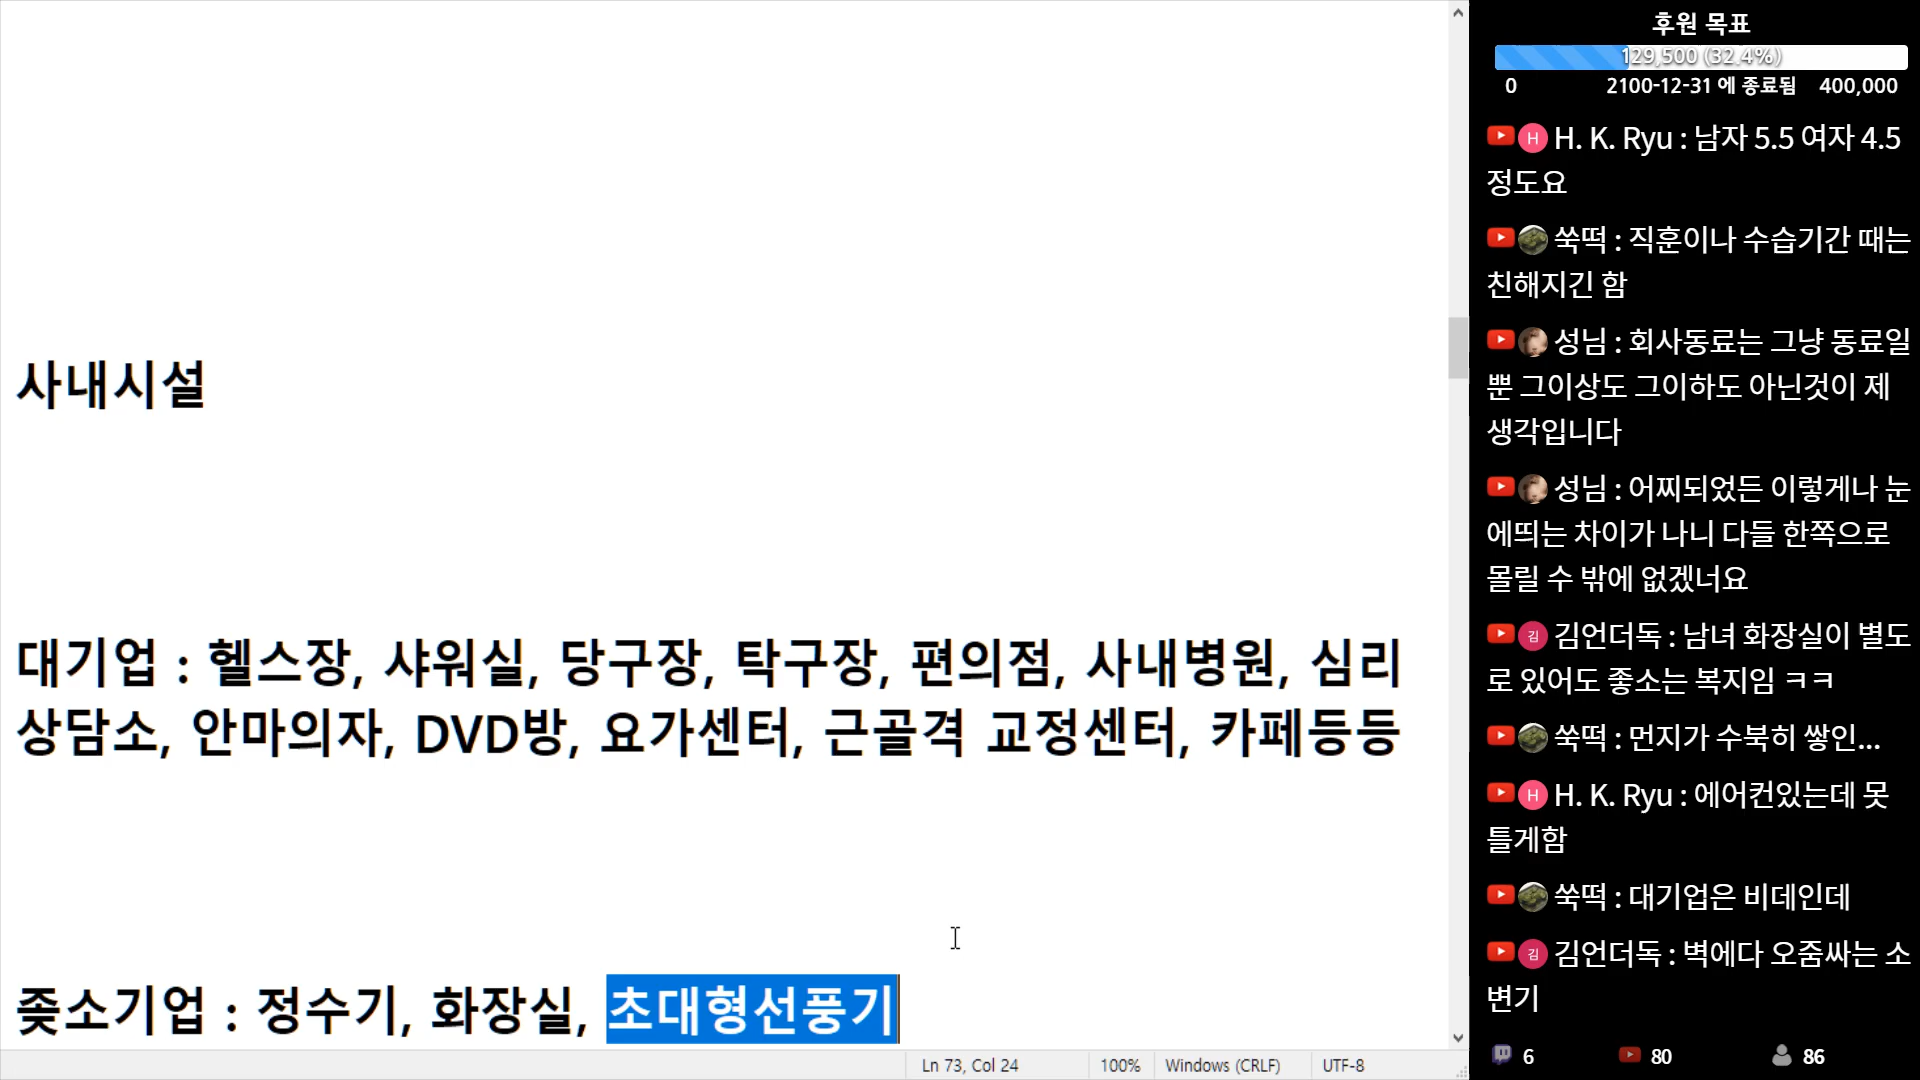 사내시설
대기업 : 헬스장, 샤워실, 당구장, 탁구장, 편의점, 사내병원, 심리
상담소, 안마의자, DVD방, 요가센터, 근골격 교정센터, 카페등등
좆소기업 : 정수기, 화장실, 초대형선풍기
Ln 73, Col 24
100%
Windows (CRLF)
UTF-8
후원 목표
129,500 (32.4%)
0
2100-12-31 에 종료됨
400,000
H H. K. Ryu : 남자 5.5 여자 4.5
정도요
쑥떡 : 직훈이나 수습기간 때는
친해지긴 함
성님 : 회사동료는 그냥 동료일
뿐 그이상도 그이하도 아닌것이 제
생각입니다
성님 : 어찌되었든 이렇게나 눈
에띄는 차이가 나니 다들 한쪽으로
몰릴 수 밖에 없겠너요
김 김언더독 : 남녀 화장실이 별도
로 있어도 좋소는 복지임 ㅋㅋ
쑥떡 : 먼지가 수북히 쌓인...
H H. K. Ryu : 에어컨있는데 못
틀게함
쑥떡 : 대기업은 비데인데
김 김언더독 : 벽에다 오줌싸는 소
변기
6
80
86